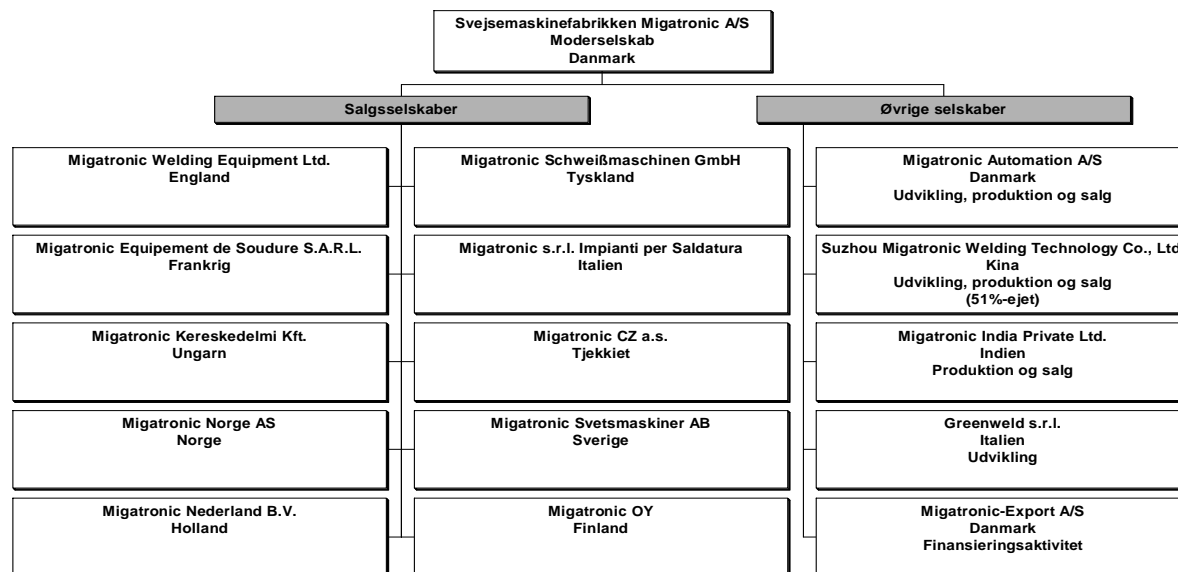 Svejsemaskinefabrikken Migatronic A/S
Moderselskab
Danmark
Salgsselskaber
Øvrige selskaber
Migatronic Welding Equipment Ltd.
England
Migatronic Schweißmaschinen GmbH
Tyskland
Migatronic Automation A/S
Danmark
Udvikling, produktion og salg
Migatronic Equipement de Soudure S.A.R.L.
Frankrig
Migatronic s.r.l. Impianti per Saldatura
Italien
Suzhou Migatronic Welding Technology Co., Ltd
Kina
Udvikling, produktion og salg
(51%-ejet)
Migatronic Kereskedelmi Kft.
Ungarn
Migatronic CZ a.s.
Tjekkiet
Migatronic India Private Ltd.
Indien
Produktion og salg
Migatronic Norge AS
Norge
Migatronic Svetsmaskiner AB
Sverige
Greenweld s.r.l.
Italien
Udvikling
Migatronic Nederland B.V.
Holland
Migatronic OY
Finland
Migatronic-Export A/S
Danmark
Finansieringsaktivitet